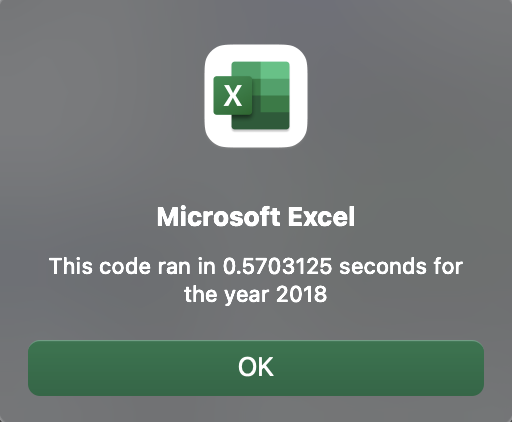 X
Microsoft Excel
This code ran in 0.5703125 seconds for
the year 2018
OK